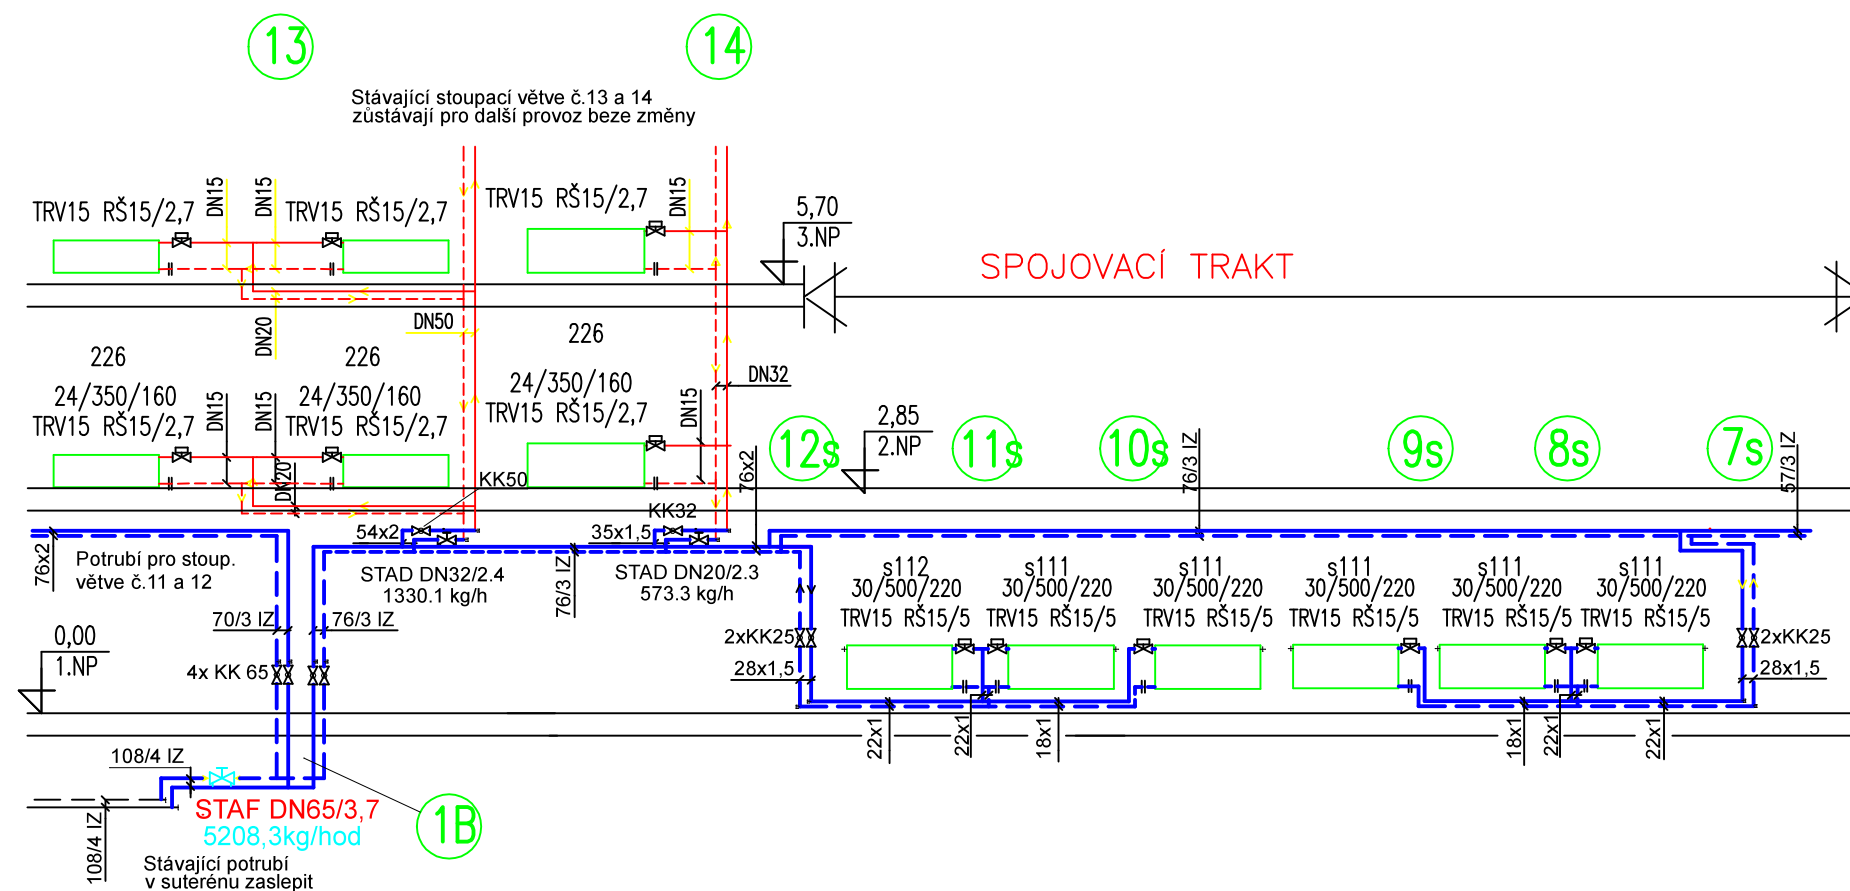 13
14
Stávající stoupací větve č.13 a 14
zůstávají pro další provoz beze změny
TRV15 RŠ15/2,7
DN15
DN15
TRV15 RŠ15/2,7
TRV15 RŠ15/2,7
DN15
5,70
3.NP
SPOJOVACÍ TRAKT
DN20
DN50
226
226
226
24/350/160
24/350/160
24/350/160
DN32
TRV15 RŠ15/2,7
DN15
DN15
TRV15 RŠ15/2,7
TRV15 RŠ15/2,7
DN15
2,85
2.NP
12s
11s
10s
9s
8s
7s
DN20
KK50
76x2
76/3 IZ
57/3 IZ
KK32
54x2
35x1,5
76x2
Potrubí pro stoup.
větve č.11 a 12
STAD DN32/2.4
1330.1 kg/h
76/3 IZ
STAD DN20/2.3
573.3 kg/h
s112
30/500/220
TRV15 RŠ15/5
s111
30/500/220
TRV15 RŠ15/5
s111
30/500/220
TRV15 RŠ15/5
s111
30/500/220
TRV15 RŠ15/5
s111
30/500/220
TRV15 RŠ15/5
s111
30/500/220
TRV15 RŠ15/5
70/3 IZ
76/3 IZ
0,00
1.NP
4x KK 65
2xKK25
28x1,5
2xKK25
28x1,5
22x1
22x1
18x1
18x1
22x1
22x1
108/4 IZ
STAF DN65/3,7
5208,3kg/hod
1B
108/4 IZ
Stávající potrubí
v suterénu zaslepit